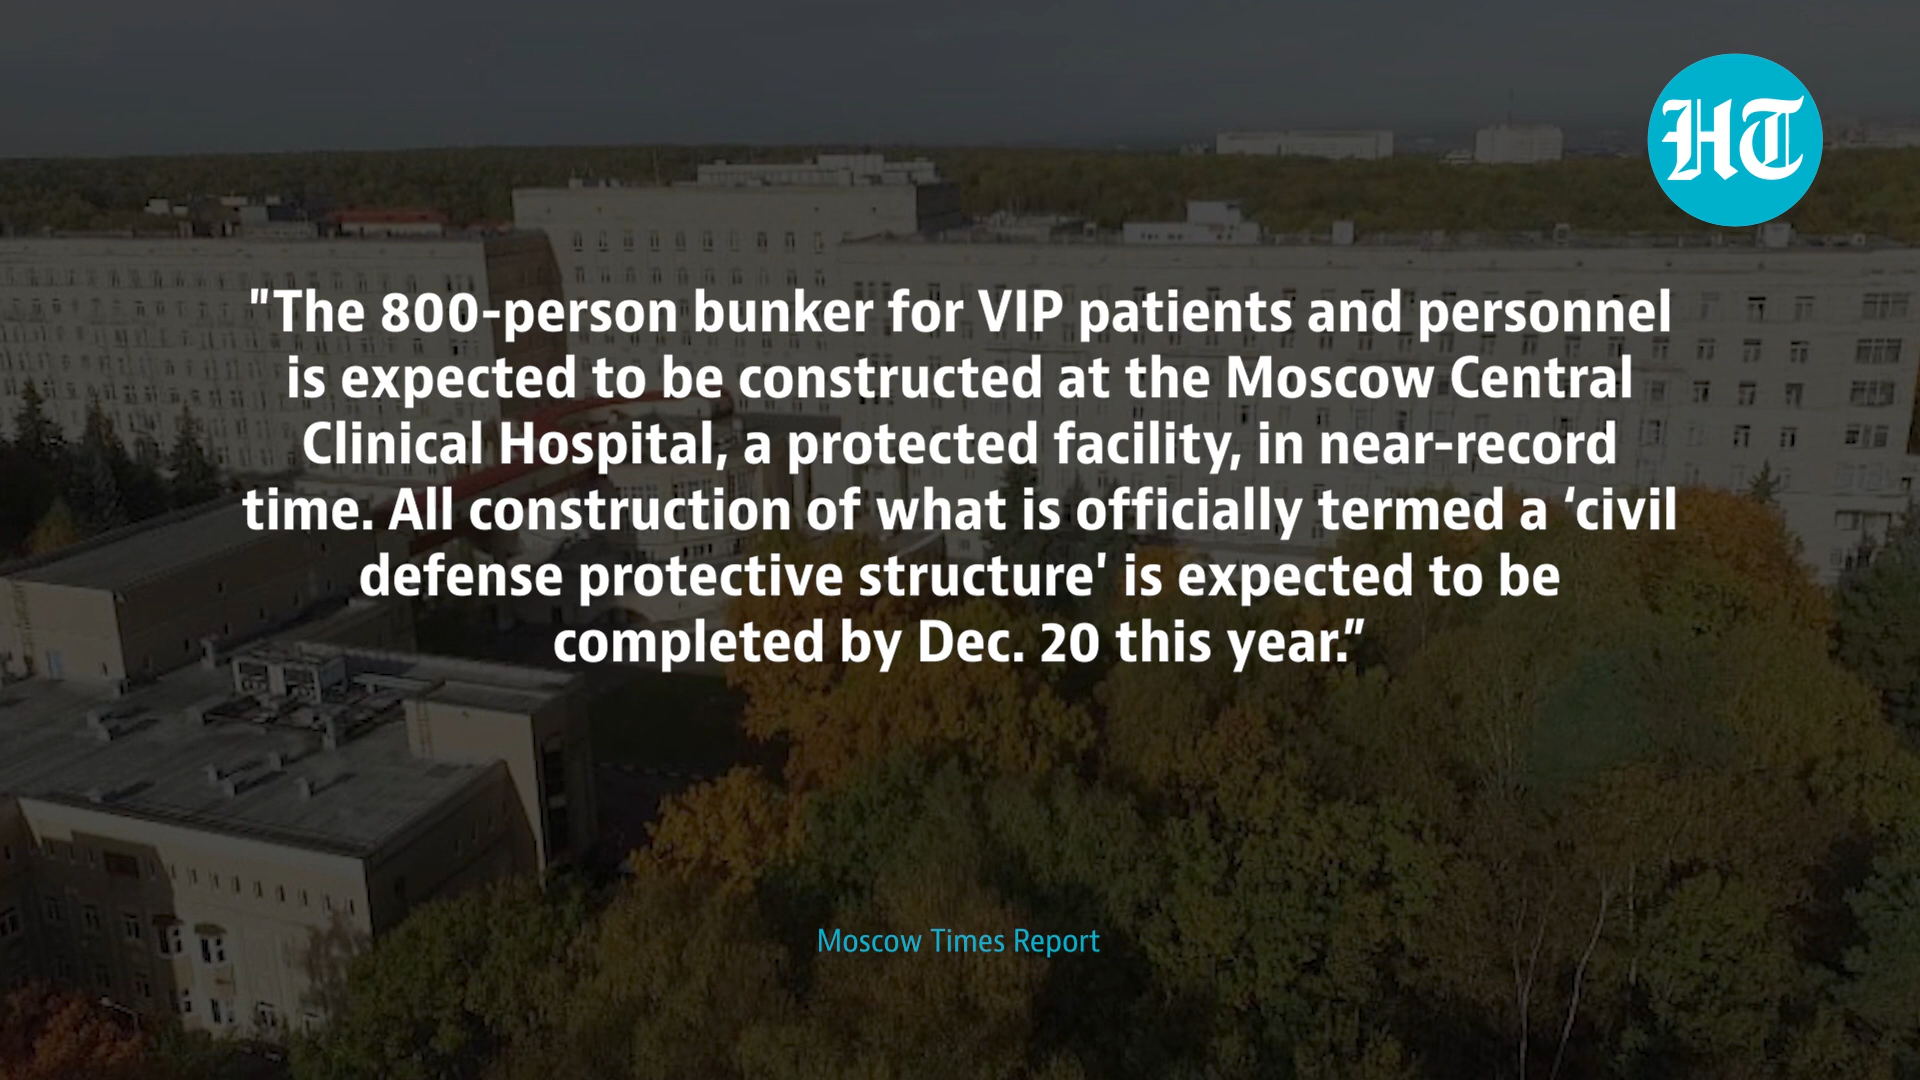 HT
"The 800-person bunker for VIP patients and personnel
is expected to be constructed at the Moscow Central
Clinical Hospital, a protected facility, in near-record
time. All construction of what is officially termed a ‘civil
defense protective structure' is expected to be
completed by Dec. 20 this year.”
Moscow Times Report